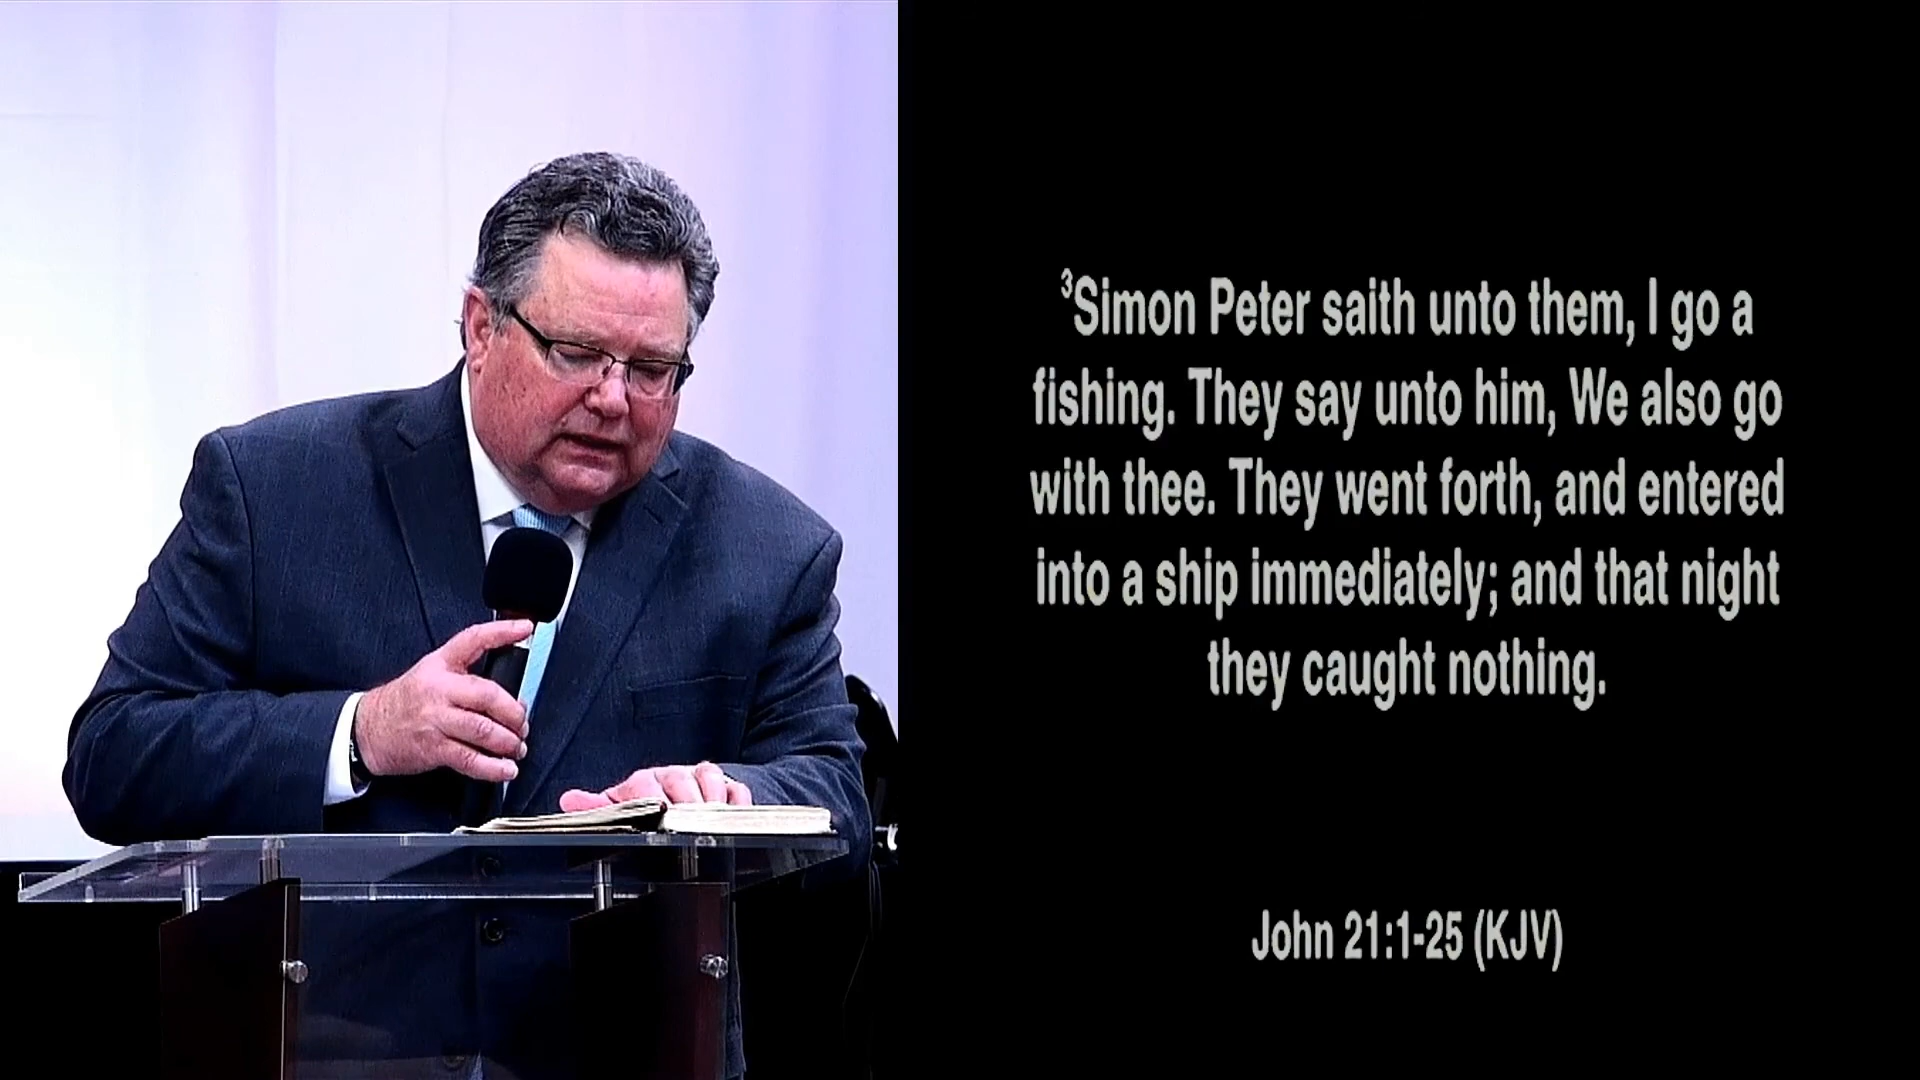 ³Simon Peter saith unto them, I go a
fishing. They say unto him, We also go
with thee. They went forth, and entered
into a ship immediately; and that night
they caught nothing.
John 21:1-25 (KJV)